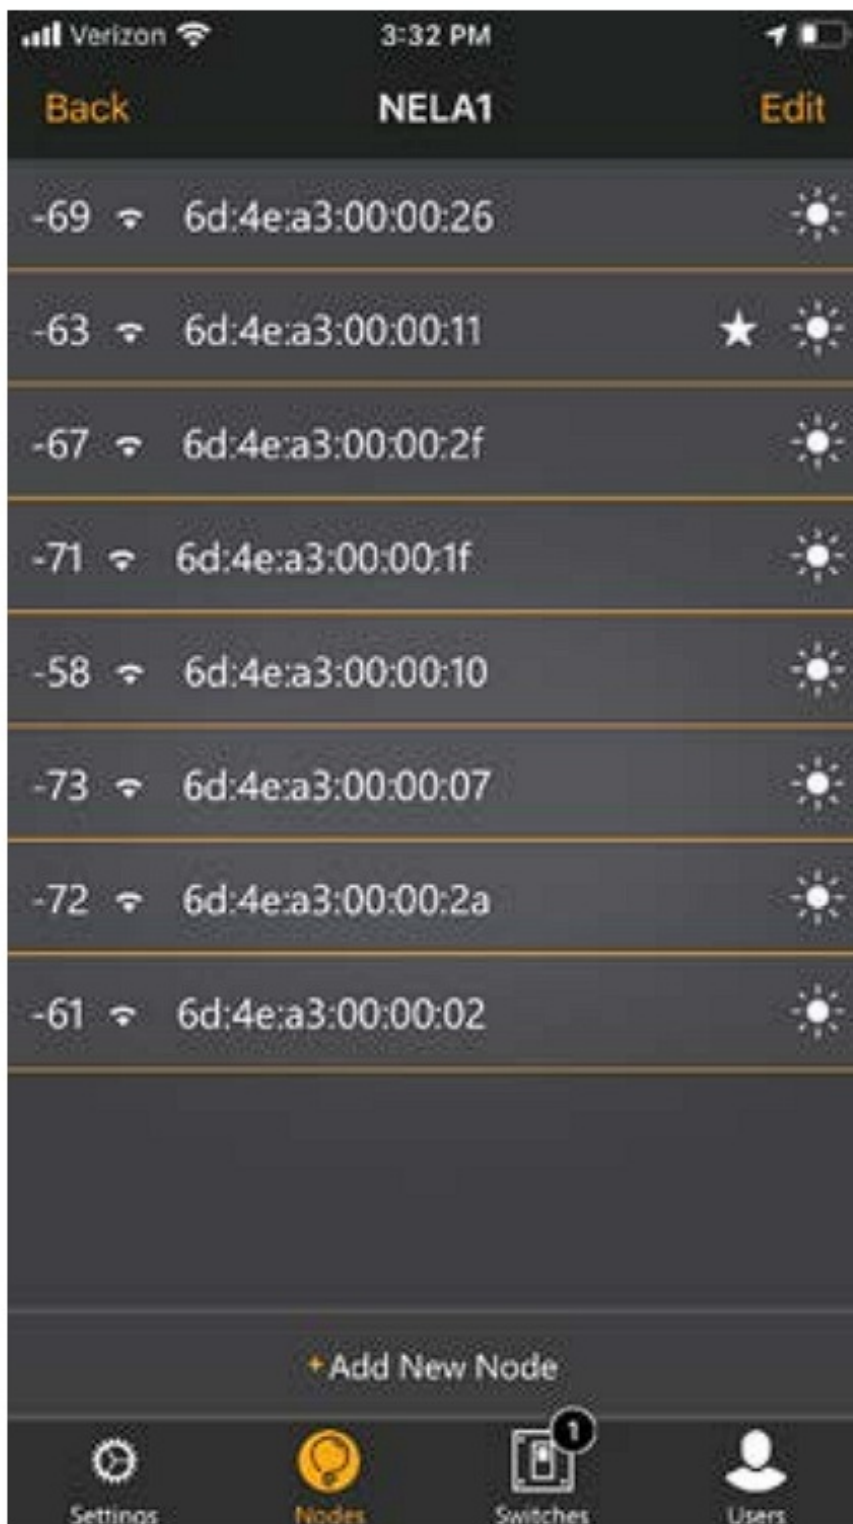 Verizon 3:32 PM
Back NELA1 Edit
-69 6d:4e:a3:00:00:26
-63 6d:4e:a3:00:00:11
-67 6d:4e:a3:00:00:2f
-71 6d:4e:a3:00:00:1f
-58 6d:4e:a3:00:00:10
-73 6d:4e:a3:00:00:07
-72 6d:4e:a3:00:00:2a
-61 6d:4e:a3:00:00:02
+Add New Node
1
Settings Nodes Switches Users